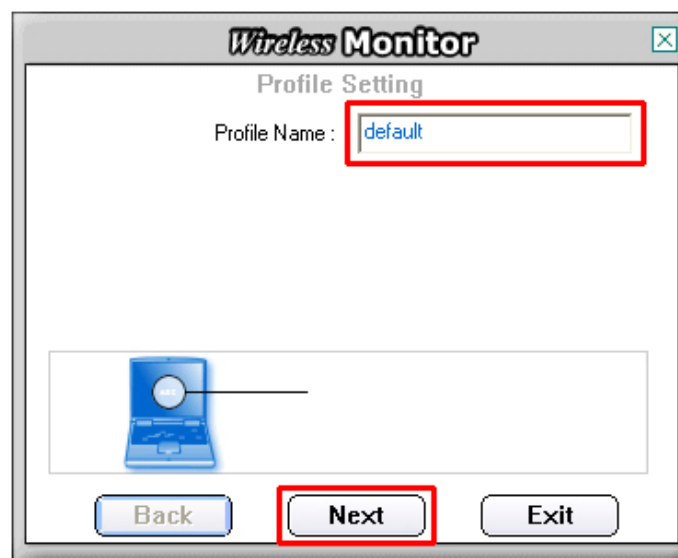 Wireless Monitor
Profile Setting
Profile Name : default
Back Next Exit